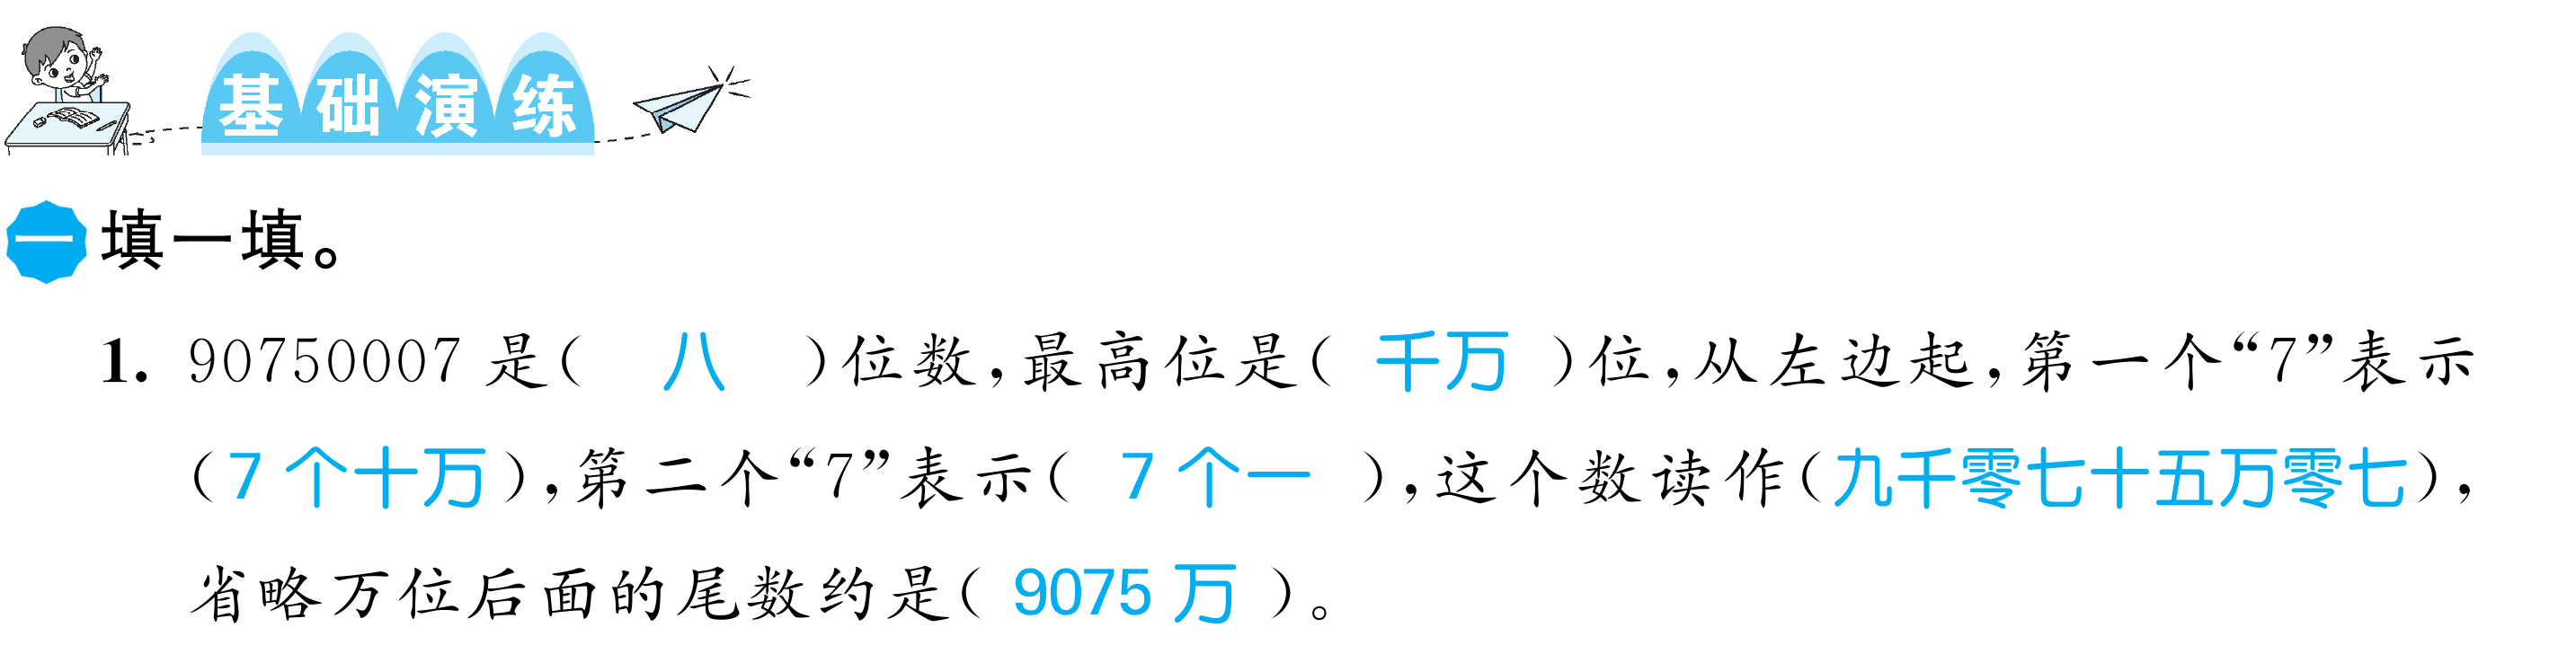 基础演练
一 填一填。
1. 90750007是( 八 )位数,最高位是( 千万 )位,从左边起,第一个“7”表示
(7个十万),第二个“7”表示( 7个一 ),这个数读作(九千零七十五万零七),
省略万位后面的尾数约是( 9075万 )。